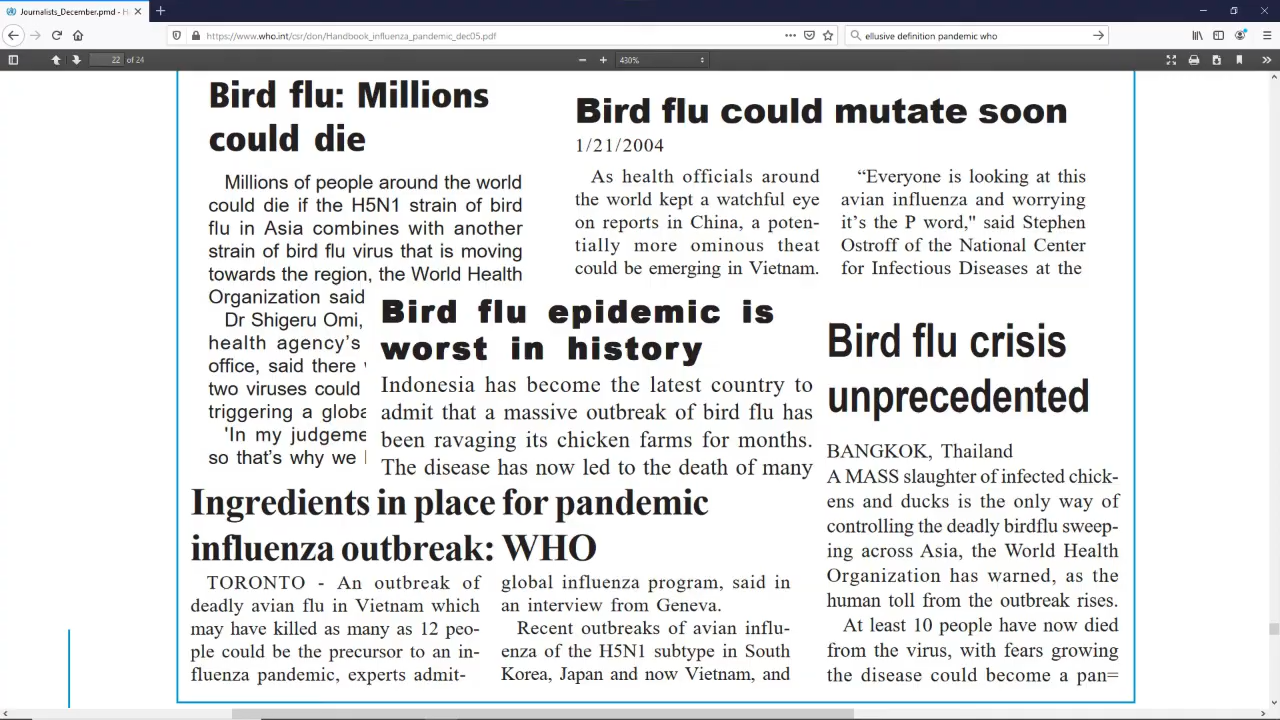 Journalists_December.pmd - H
https://www.who.int/csr/don/Handbook_influenza_pandemic_dec05.pdf
ellusive definition pandemic who
22 of 24
430%
Bird flu: Millions
could die
Millions of people around the world
could die if the H5N1 strain of bird
flu in Asia combines with another
strain of bird flu virus that is moving
towards the region, the World Health
Organization said
Dr Shigeru Omi,
health agency's
office, said there
two viruses could
triggering a globa
'In my judgeme
so that's why we
Bird flu could mutate soon
1/21/2004
As health officials around
the world kept a watchful eye
on reports in China, a poten-
tially more ominous theat
could be emerging in Vietnam.
“Everyone is looking at this
avian influenza and worrying
it's the P word," said Stephen
Ostroff of the National Center
for Infectious Diseases at the
Bird flu epidemic is
worst in history
Indonesia has become the latest country to
admit that a massive outbreak of bird flu has
been ravaging its chicken farms for months.
The disease has now led to the death of many
Bird flu crisis
unprecedented
BANGKOK, Thailand
A MASS slaughter of infected chick-
ens and ducks is the only way of
controlling the deadly birdflu sweep-
ing across Asia, the World Health
Organization has warned, as the
human toll from the outbreak rises.
At least 10 people have now died
from the virus, with fears growing
the disease could become a pan=
Ingredients in place for pandemic
influenza outbreak: WHO
TORONTO - An outbreak of
deadly avian flu in Vietnam which
may have killed as many as 12 peo-
ple could be the precursor to an in-
fluenza pandemic, experts admit-
global influenza program, said in
an interview from Geneva.
Recent outbreaks of avian influ-
enza of the H5N1 subtype in South
Korea, Japan and now Vietnam, and